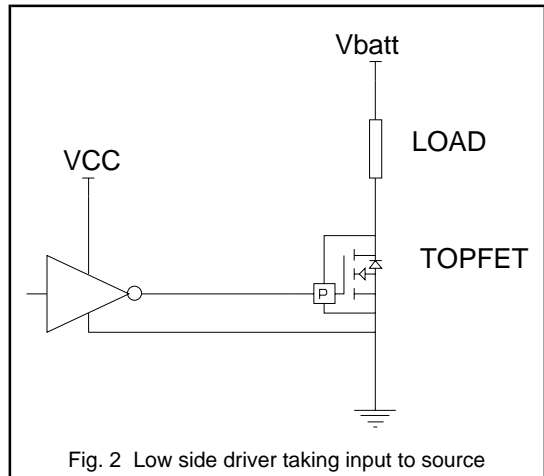 Vbatt
LOAD
VCC
TOPFET
P
Fig. 2 Low side driver taking input to source